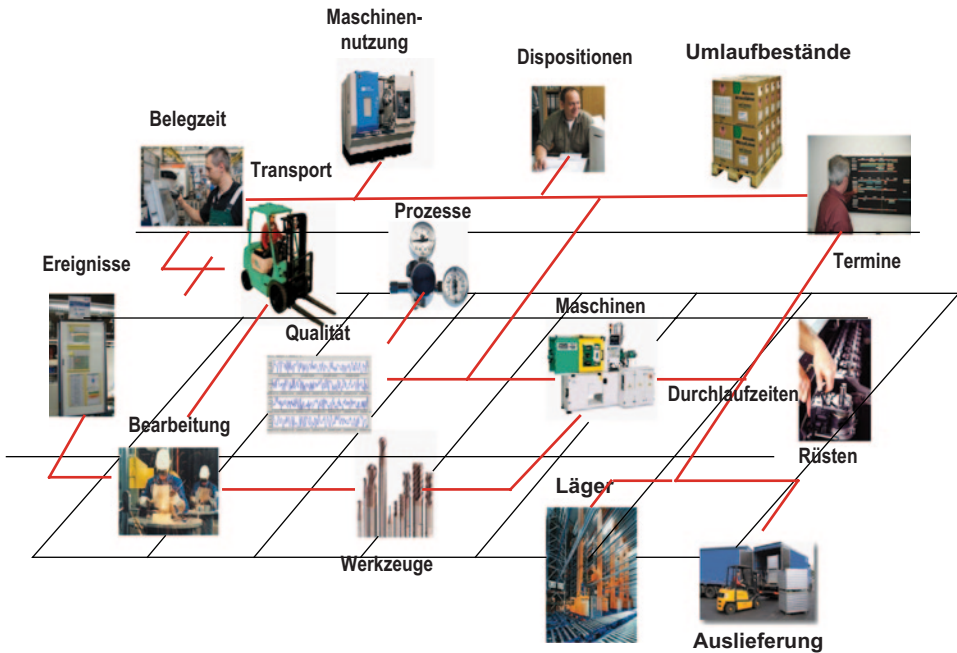 Maschinen-
nutzung
Dispositionen
Umlaufbestände
Belegzeit
Transport
Prozesse
Ereignisse
Termine
Maschinen
Qualität
Durchlaufzeiten
Bearbeitung
Rüsten
Läger
Werkzeuge
Auslieferung